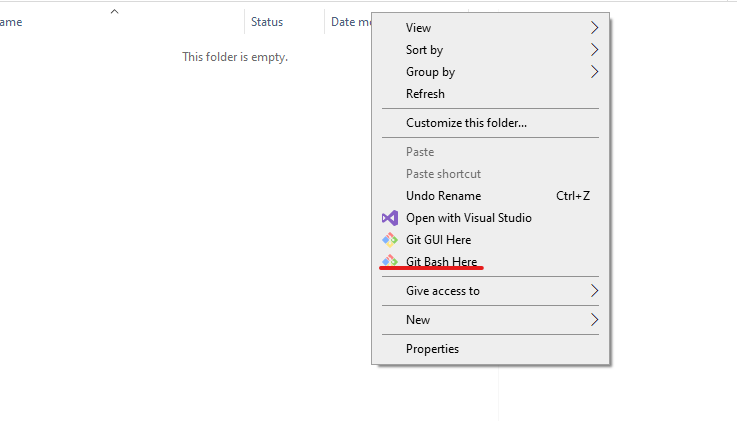 ame Status Date m
This folder is empty.
View
Sort by
Group by
Refresh
Customize this folder...
Paste
Paste shortcut
Undo Rename Ctrl+Z
Open with Visual Studio
Git GUI Here
Git Bash Here
Give access to
New
Properties